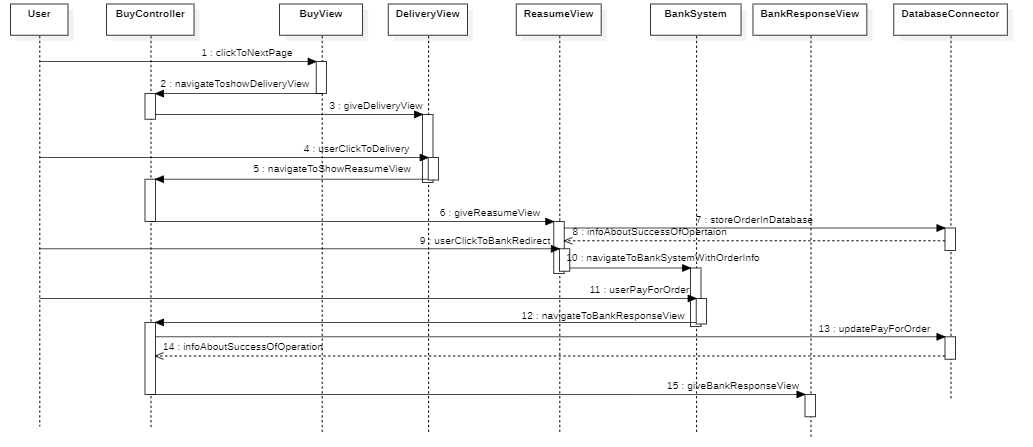 User
BuyController
BuyView
DeliveryView
ReasumeView
BankSystem
BankResponseView
DatabaseConnector
1 : clickToNextPage
2 : navigateToshowDeliveryView
3 : giveDeliveryView
4 : userClickToDelivery
5 : navigateToShowReasumeView
6 : giveReasumeView
7 : storeOrderInDatabase
8 : infoAboutSuccessOfOpertaion
9 : userClickToBankRedirect
10 : navigateToBankSystemWithOrderInfo
11 : userPayForOrder
12 : navigateToBankResponseView
13 : updatePayForOrder
14 : infoAboutSuccessOfOperation
15 : giveBankResponseView